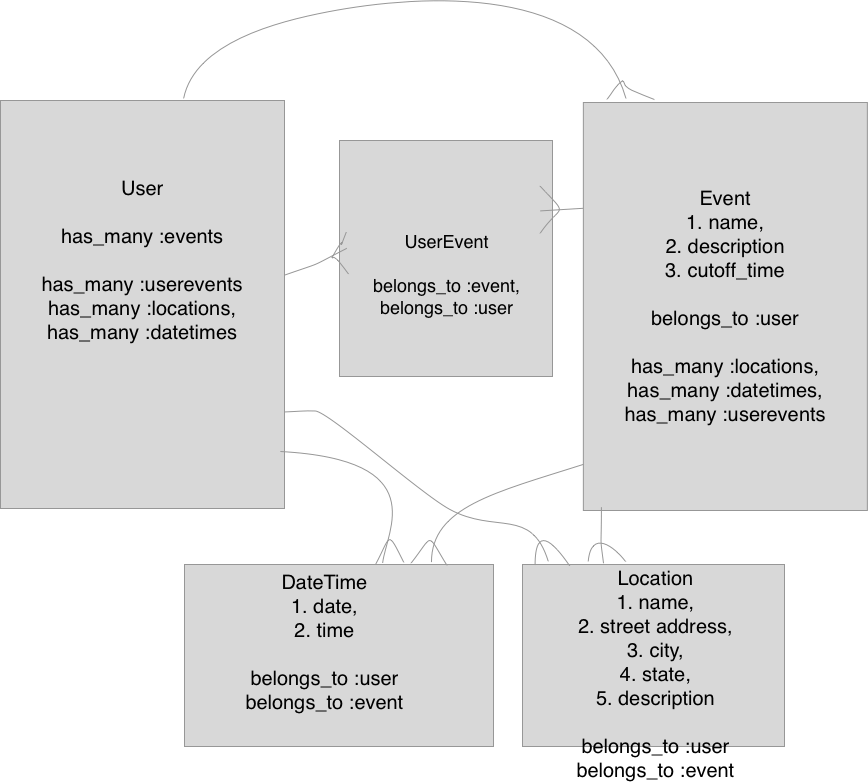 User
has_many :events
has_many :userevents
has_many :locations,
has_many :datetimes
UserEvent
belongs_to :event,
belongs_to :user
Event
1. name,
2. description
3. cutoff_time
belongs_to :user
has_many :locations,
has_many :datetimes,
has_many :userevents
DateTime
1. date,
2. time
belongs_to :user
belongs_to :event
Location
1. name,
2. street address,
3. city,
4. state,
5. description
belongs_to :user
belongs_to :event